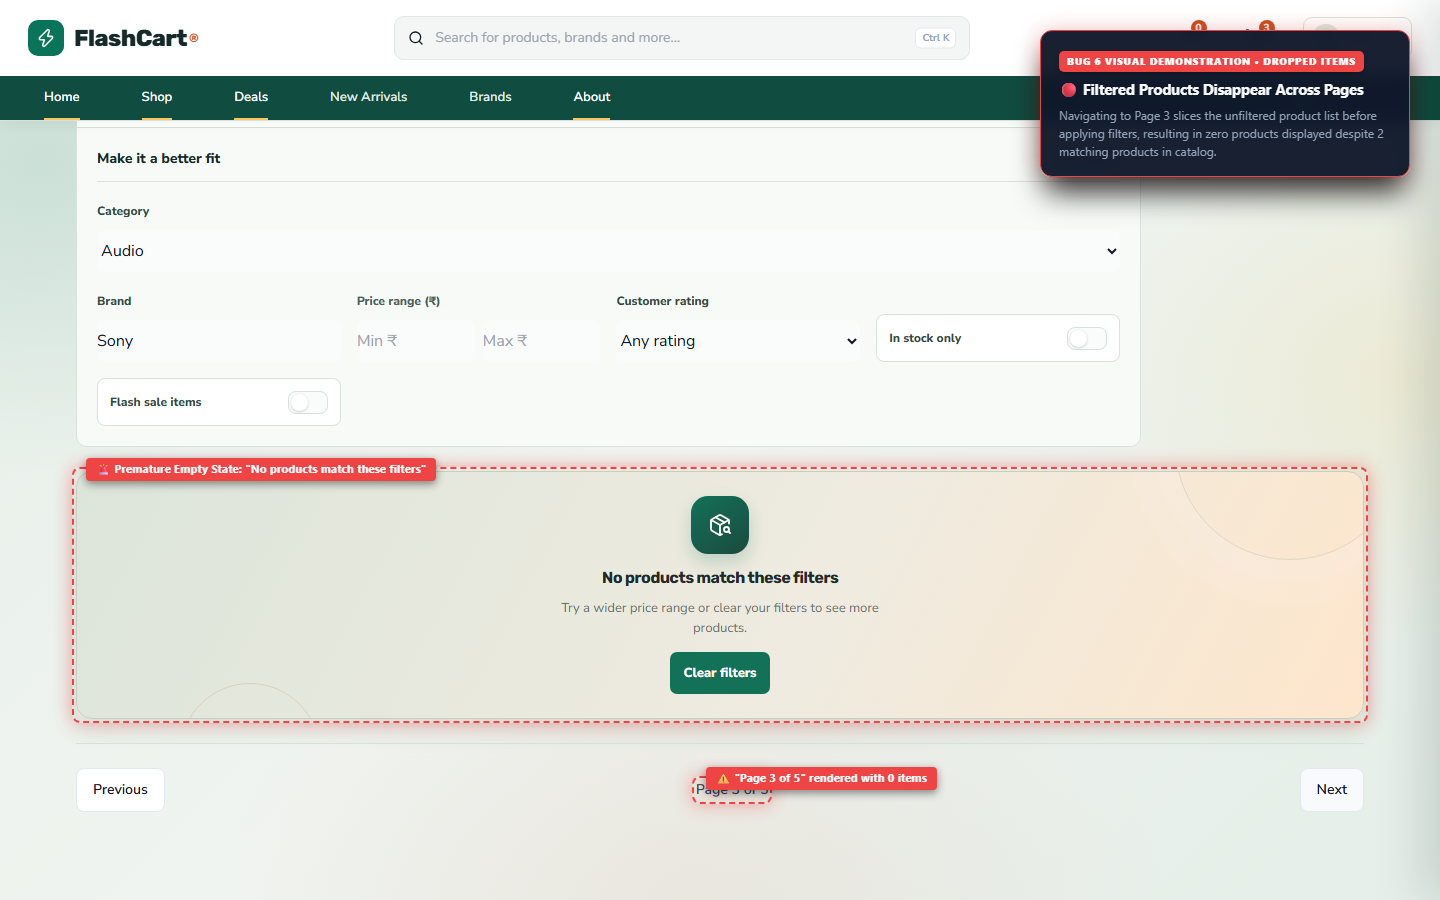 FlashCart®
Search for products, brands and more...
Ctrl K
0
3
Home
Shop
Deals
New Arrivals
Brands
About
BUG 6 VISUAL DEMONSTRATION • DROPPED ITEMS
Filtered Products Disappear Across Pages
Navigating to Page 3 slices the unfiltered product list before
applying filters, resulting in zero products displayed despite 2
matching products in catalog.
Make it a better fit
Category
Audio
Brand
Price range (₹)
Customer rating
Sony
Min ₹
Max ₹
Any rating
In stock only
Flash sale items
Premature Empty State: "No products match these filters"
No products match these filters
Try a wider price range or clear your filters to see more
products.
Clear filters
Previous
"Page 3 of 5" rendered with 0 items
Page 3 of 5
Next